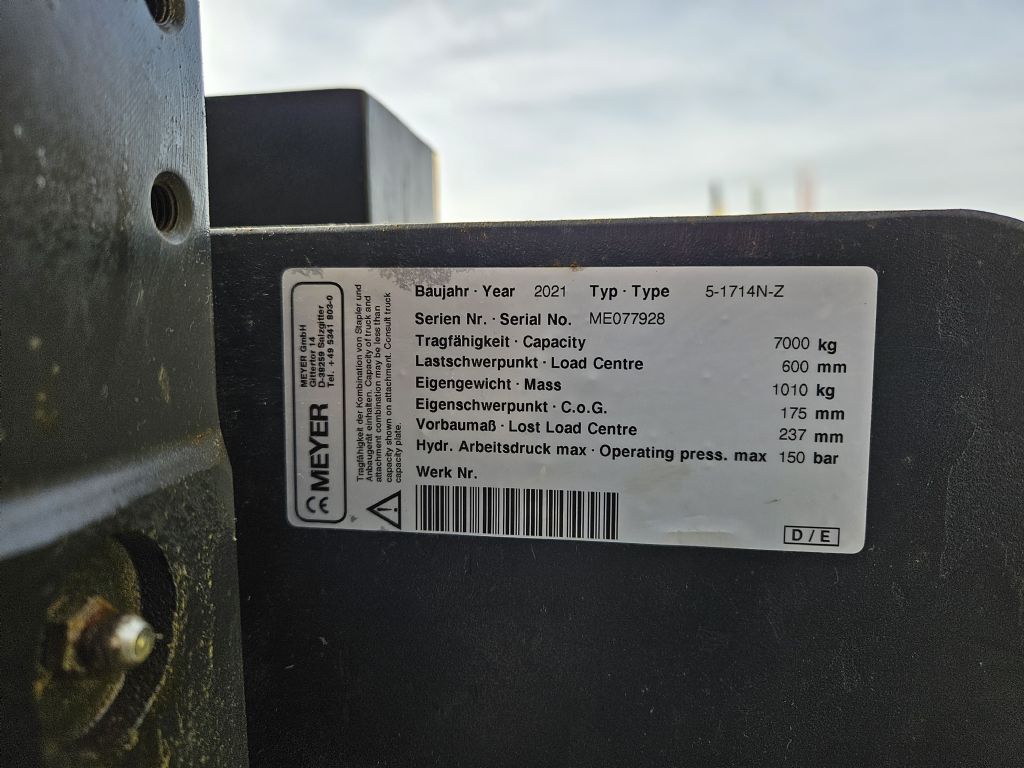 MEYER GmbH
Gittertor 14
D-38259 Salzgitter
Tel. +49 5341 803-0
CE MEYER
Tragfähigkeit der Kombination von Stapler und
Anbaugerät einhalten. Capacity of truck and
attachment combination may be less than
capacity shown on attachment. Consult truck
capacity plate.
Baujahr · Year 2021 Typ · Type 5-1714N-Z
Serien Nr. · Serial No. ME077928
Tragfähigkeit · Capacity 7000 kg
Lastschwerpunkt · Load Centre 600 mm
Eigengewicht · Mass 1010 kg
Eigenschwerpunkt · C.o.G. 175 mm
Vorbaumaß · Lost Load Centre 237 mm
Hydr. Arbeitsdruck max · Operating press. max 150 bar
Werk Nr.
D / E